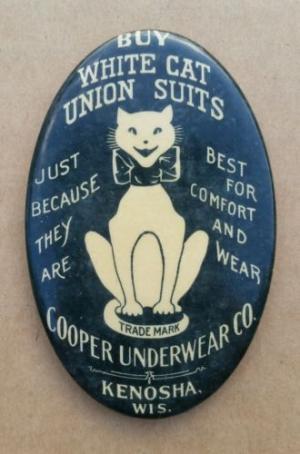 BUY
WHITE CAT
UNION SUITS
JUST
BECAUSE
THEY
ARE
BEST
FOR
COMFORT
AND
WEAR
TRADE MARK
COOPER UNDERWEAR CO.
KENOSHA,
WIS.